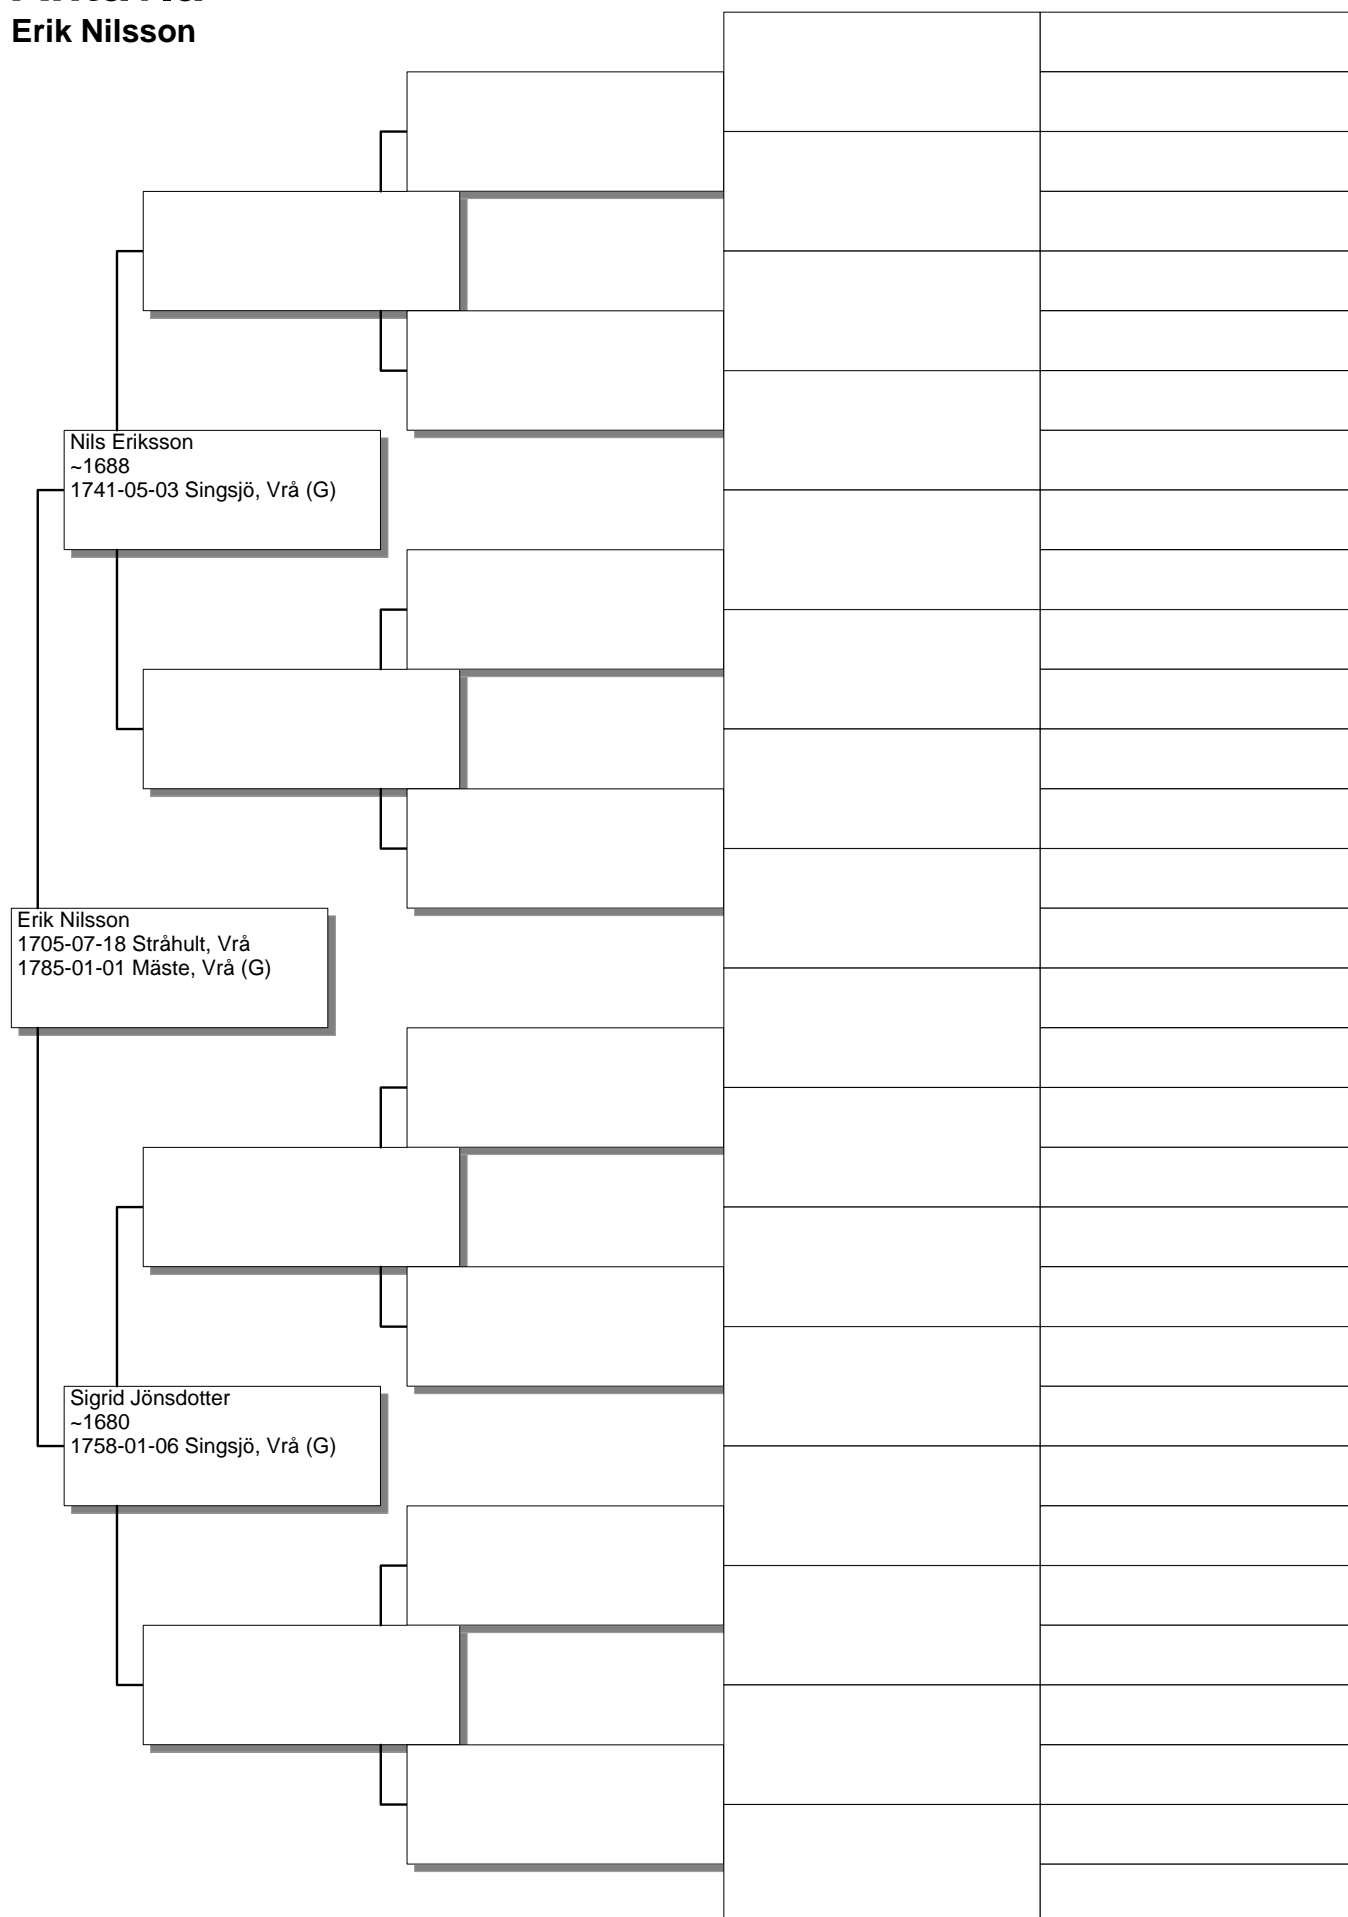 Erik Nilsson
Nils Eriksson
~1688
1741-05-03 Singsjö, Vrå (G)
Erik Nilsson
1705-07-18 Stråhult, Vrå
1785-01-01 Mäste, Vrå (G)
Sigrid Jönsdotter
~1680
1758-01-06 Singsjö, Vrå (G)